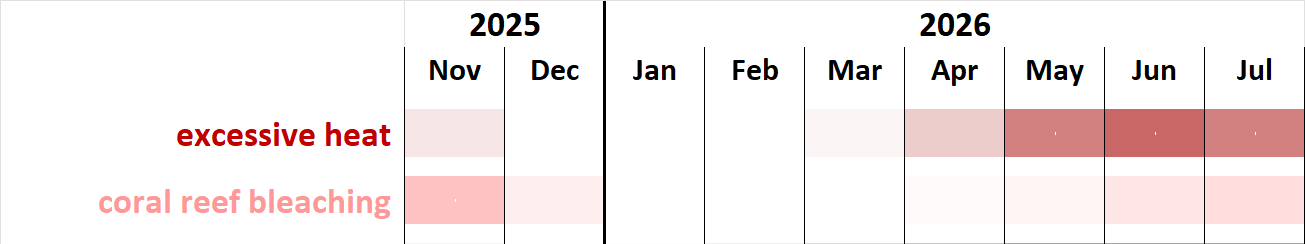 2025 2026
Nov Dec Jan Feb Mar Apr May Jun Jul
excessive heat
coral reef bleaching